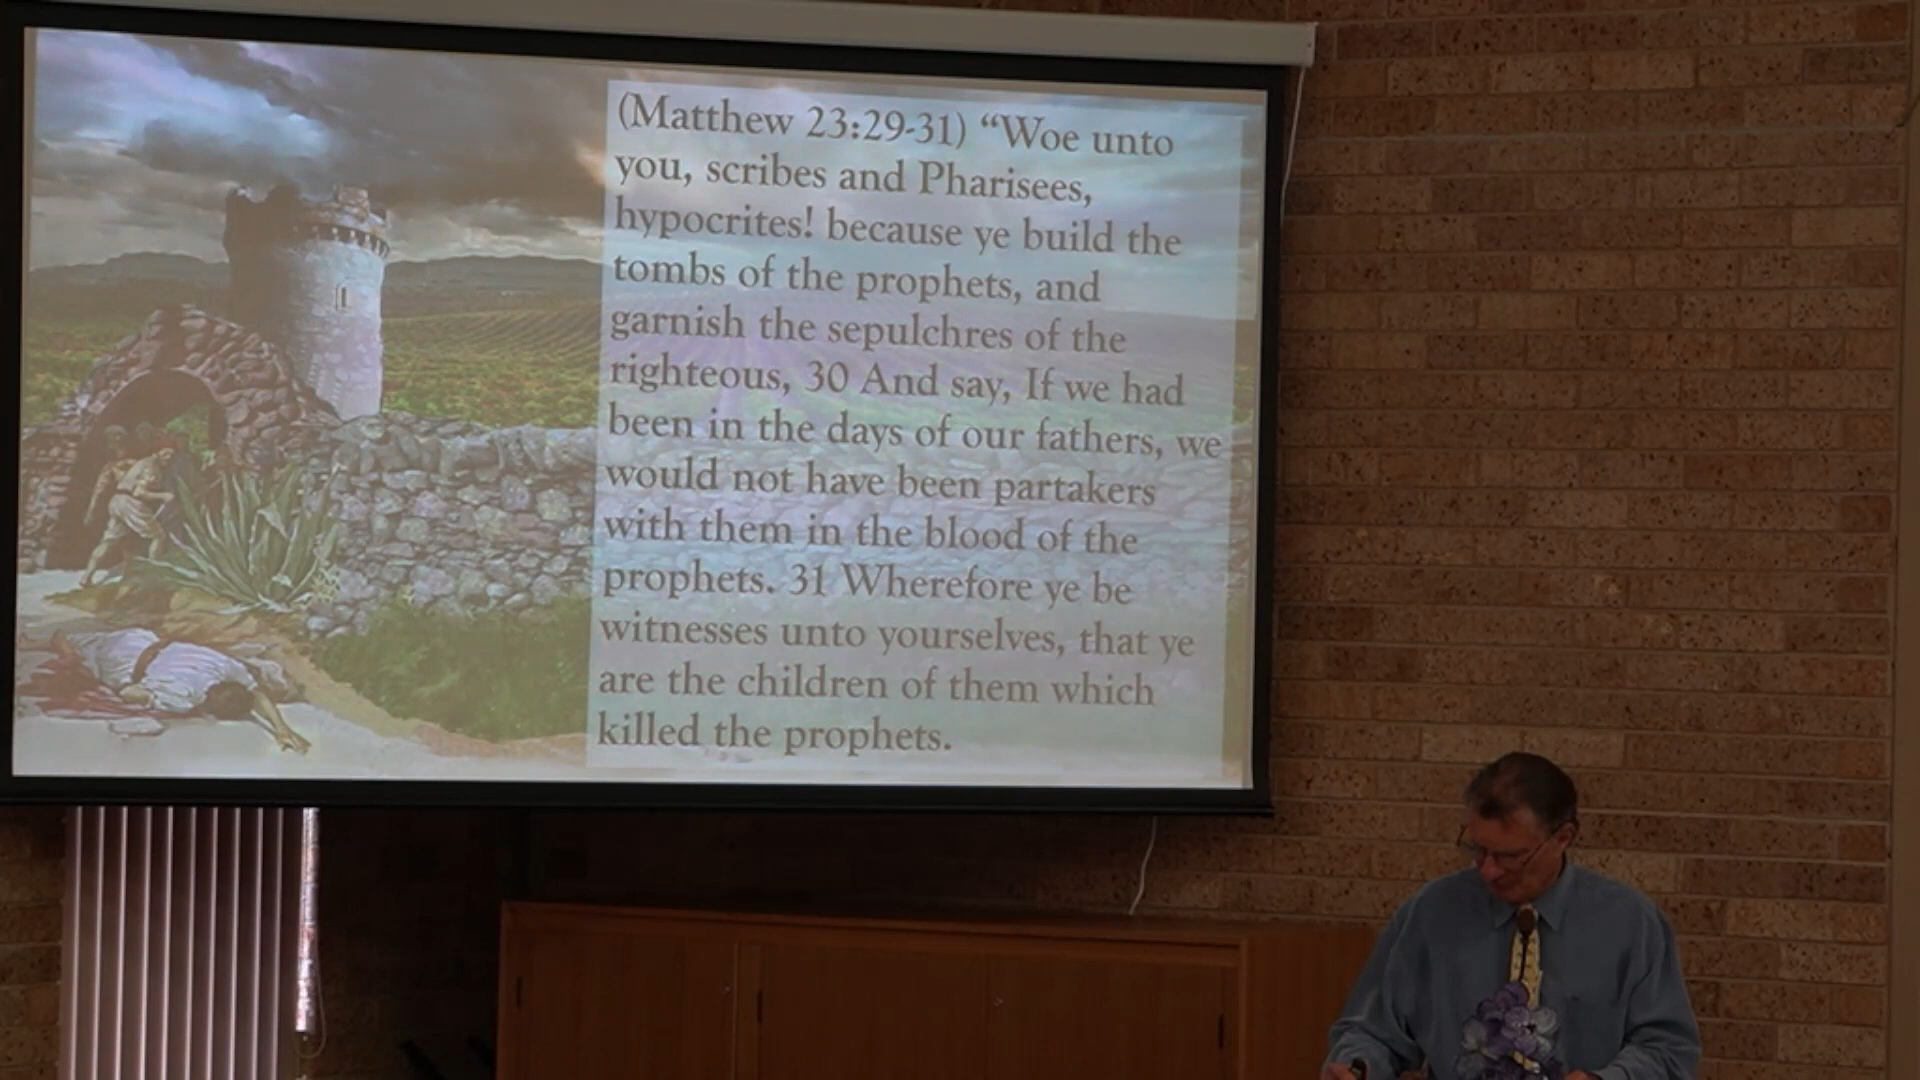 (Matthew 23:29-31) “Woe unto
you, scribes and Pharisees,
hypocrites! because ye build the
tombs of the prophets, and
garnish the sepulchres of the
righteous, 30 And say, If we had
been in the days of our fathers, we
would not have been partakers
with them in the blood of the
prophets. 31 Wherefore ye be
witnesses unto yourselves, that ye
are the children of them which
killed the prophets.